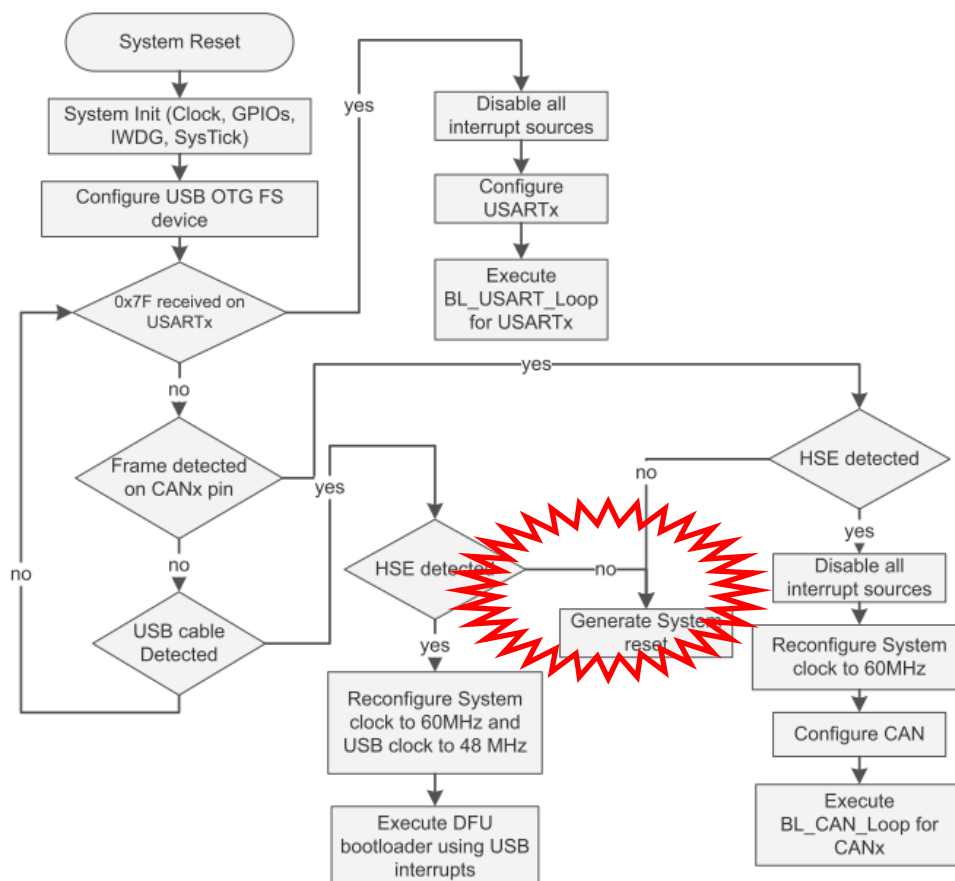 System Reset
System Init (Clock, GPIOs,
IWDG, SysTick)
Configure USB OTG FS
device
0x7F received on
USARTx
yes
Disable all
interrupt sources
Configure
USARTx
Execute
BL_USART_Loop
for USARTx
no
Frame detected
on CANx pin
yes
HSE detected
no
yes
Disable all
interrupt sources
Reconfigure System
clock to 60MHz
Configure CAN
Execute
BL_CAN_Loop for
CANx
no
USB cable
Detected
no
yes
HSE detected
no
Generate System
reset
yes
Reconfigure System
clock to 60MHz and
USB clock to 48 MHz
Execute DFU
bootloader using USB
interrupts